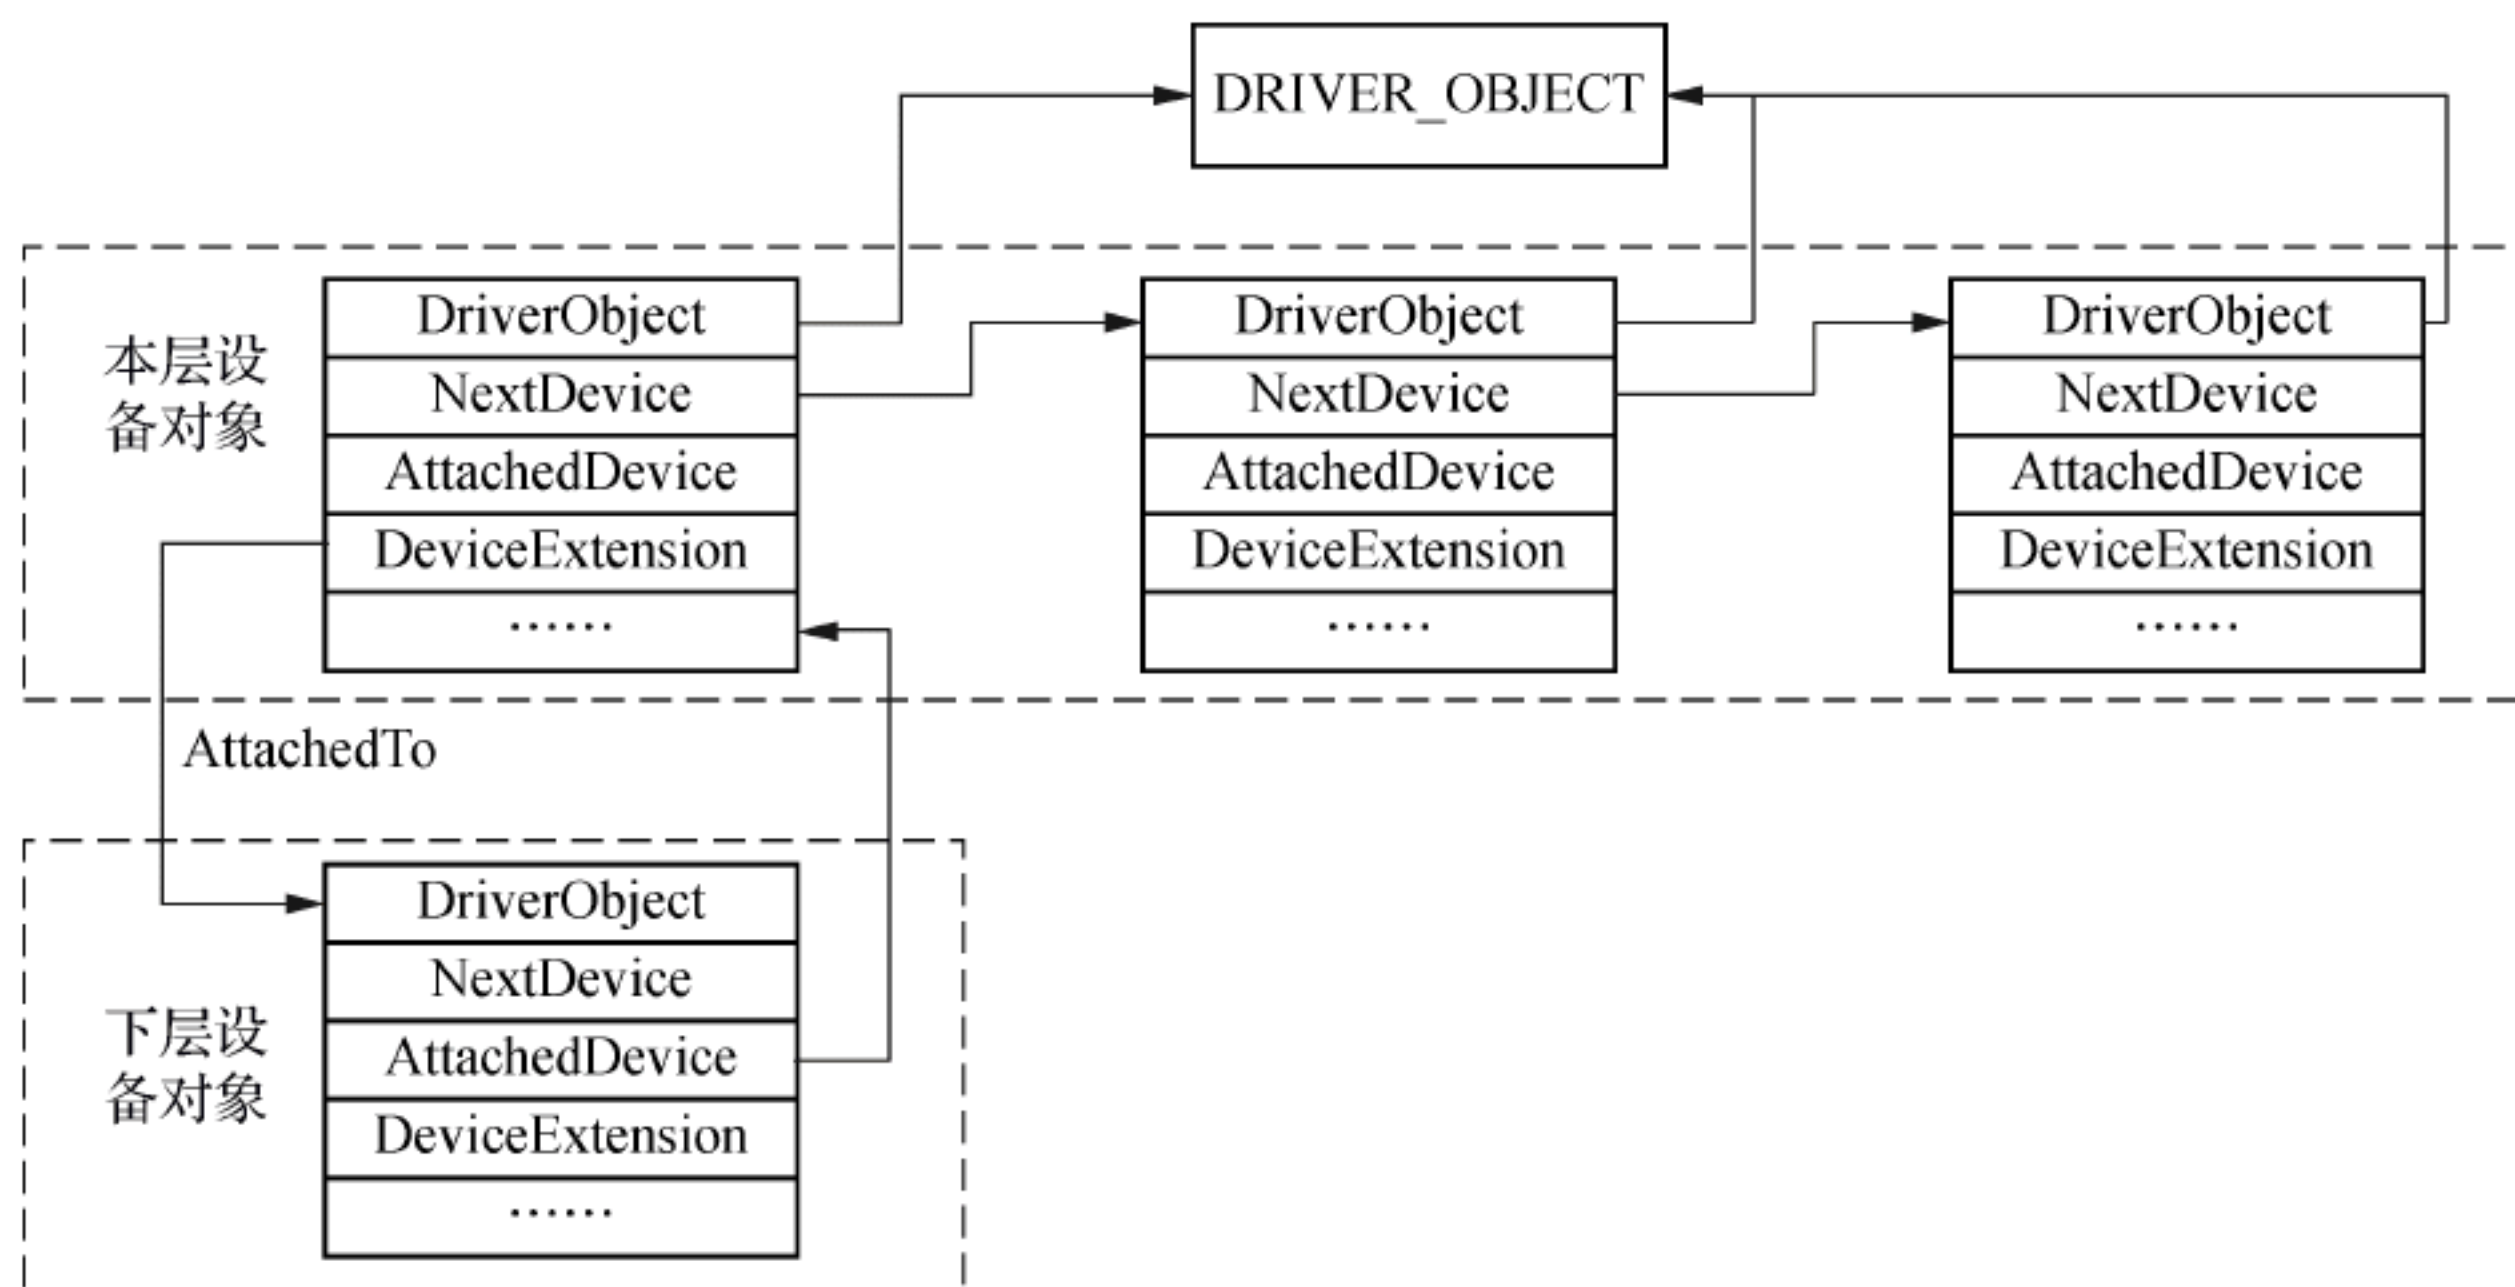 DRIVER_OBJECT
本层设
备对象
DriverObject
NextDevice
AttachedDevice
DeviceExtension
······
DriverObject
NextDevice
AttachedDevice
DeviceExtension
······
DriverObject
NextDevice
AttachedDevice
DeviceExtension
······
AttachedTo
下层设
备对象
DriverObject
NextDevice
AttachedDevice
DeviceExtension
······